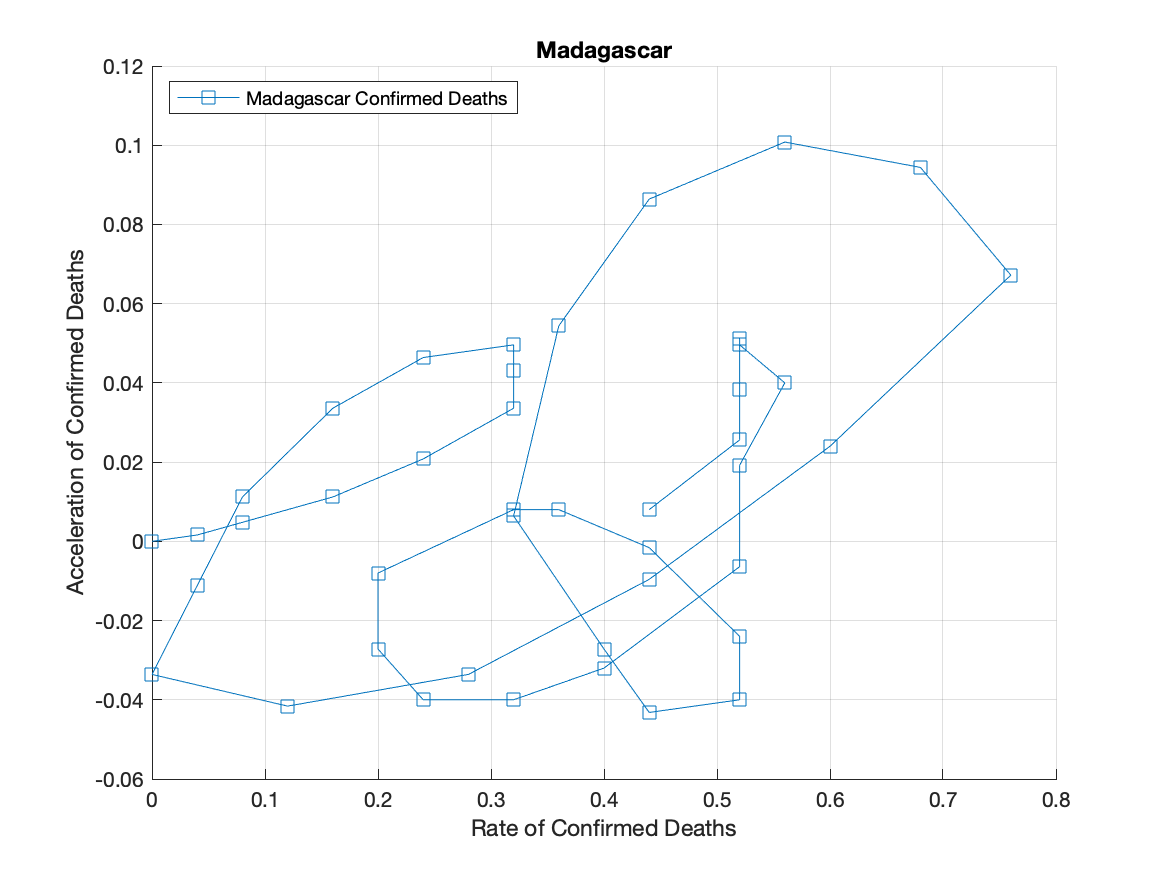 Madagascar
Madagascar Confirmed Deaths
0.12
0.1
0.08
0.06
0.04
0.02
0
-0.02
-0.04
-0.06
Acceleration of Confirmed Deaths
0 0.1 0.2 0.3 0.4 0.5 0.6 0.7 0.8
Rate of Confirmed Deaths